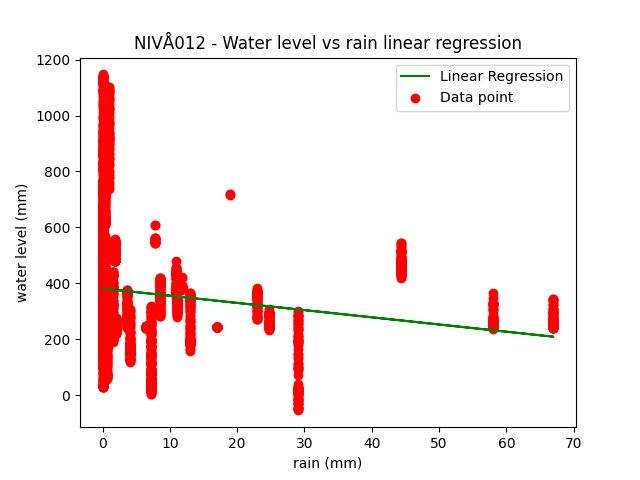 NIVÅ012 - Water level vs rain linear regression
Linear Regression
Data point
water level (mm)
1200
1000
800
600
400
200
0
0 10 20 30 40 50 60 70
rain (mm)